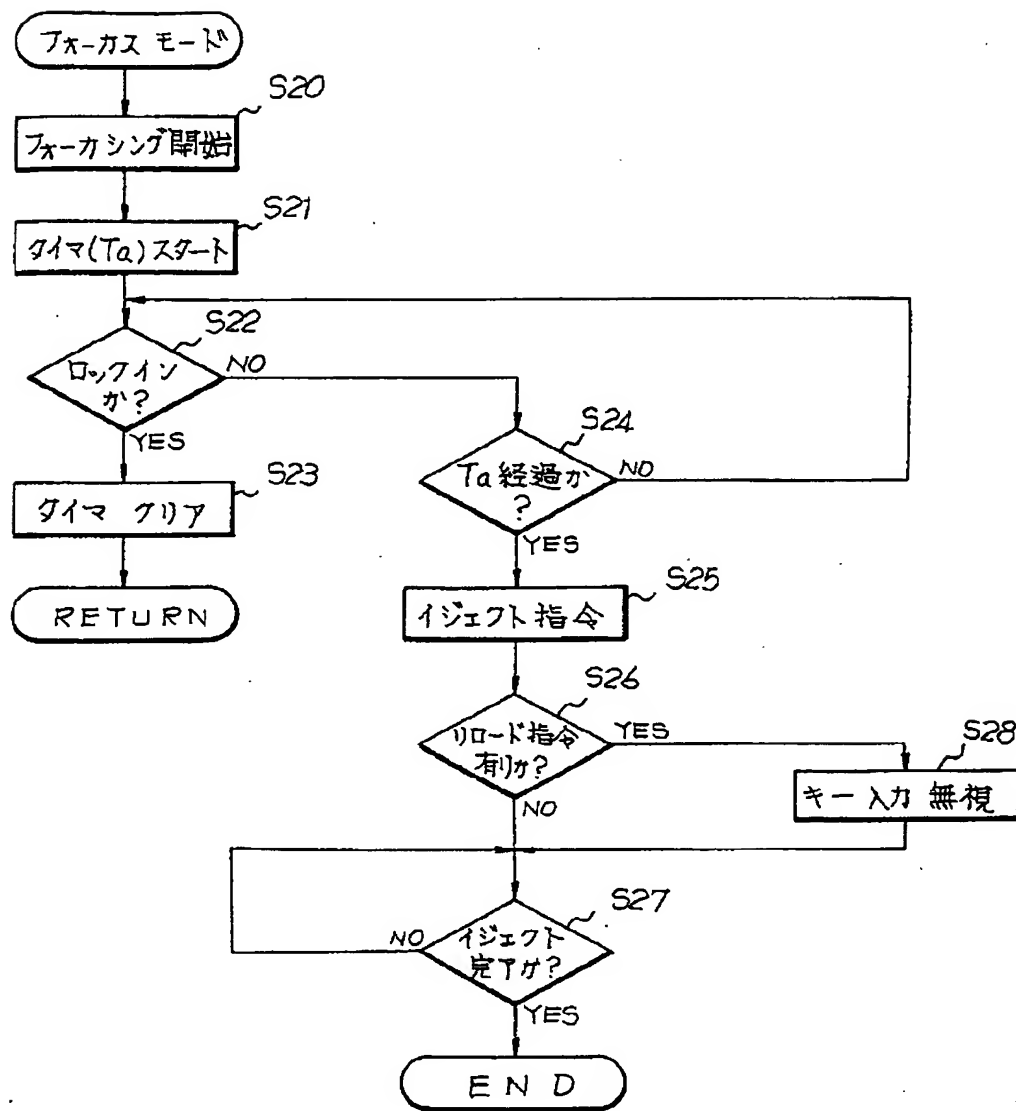 フォーカス モード
S20
フォーカシング開始
S21
タイマ(Ta)スタート
S22
ロックイン
か?
NO
YES
S23
タイマ クリア
RETURN
S24
Ta経過か
?
NO
YES
S25
イジェクト指令
S26
リロード指令
有りか?
YES
NO
S28
キー入力 無視
S27
イジェクト
完了か?
NO
YES
END